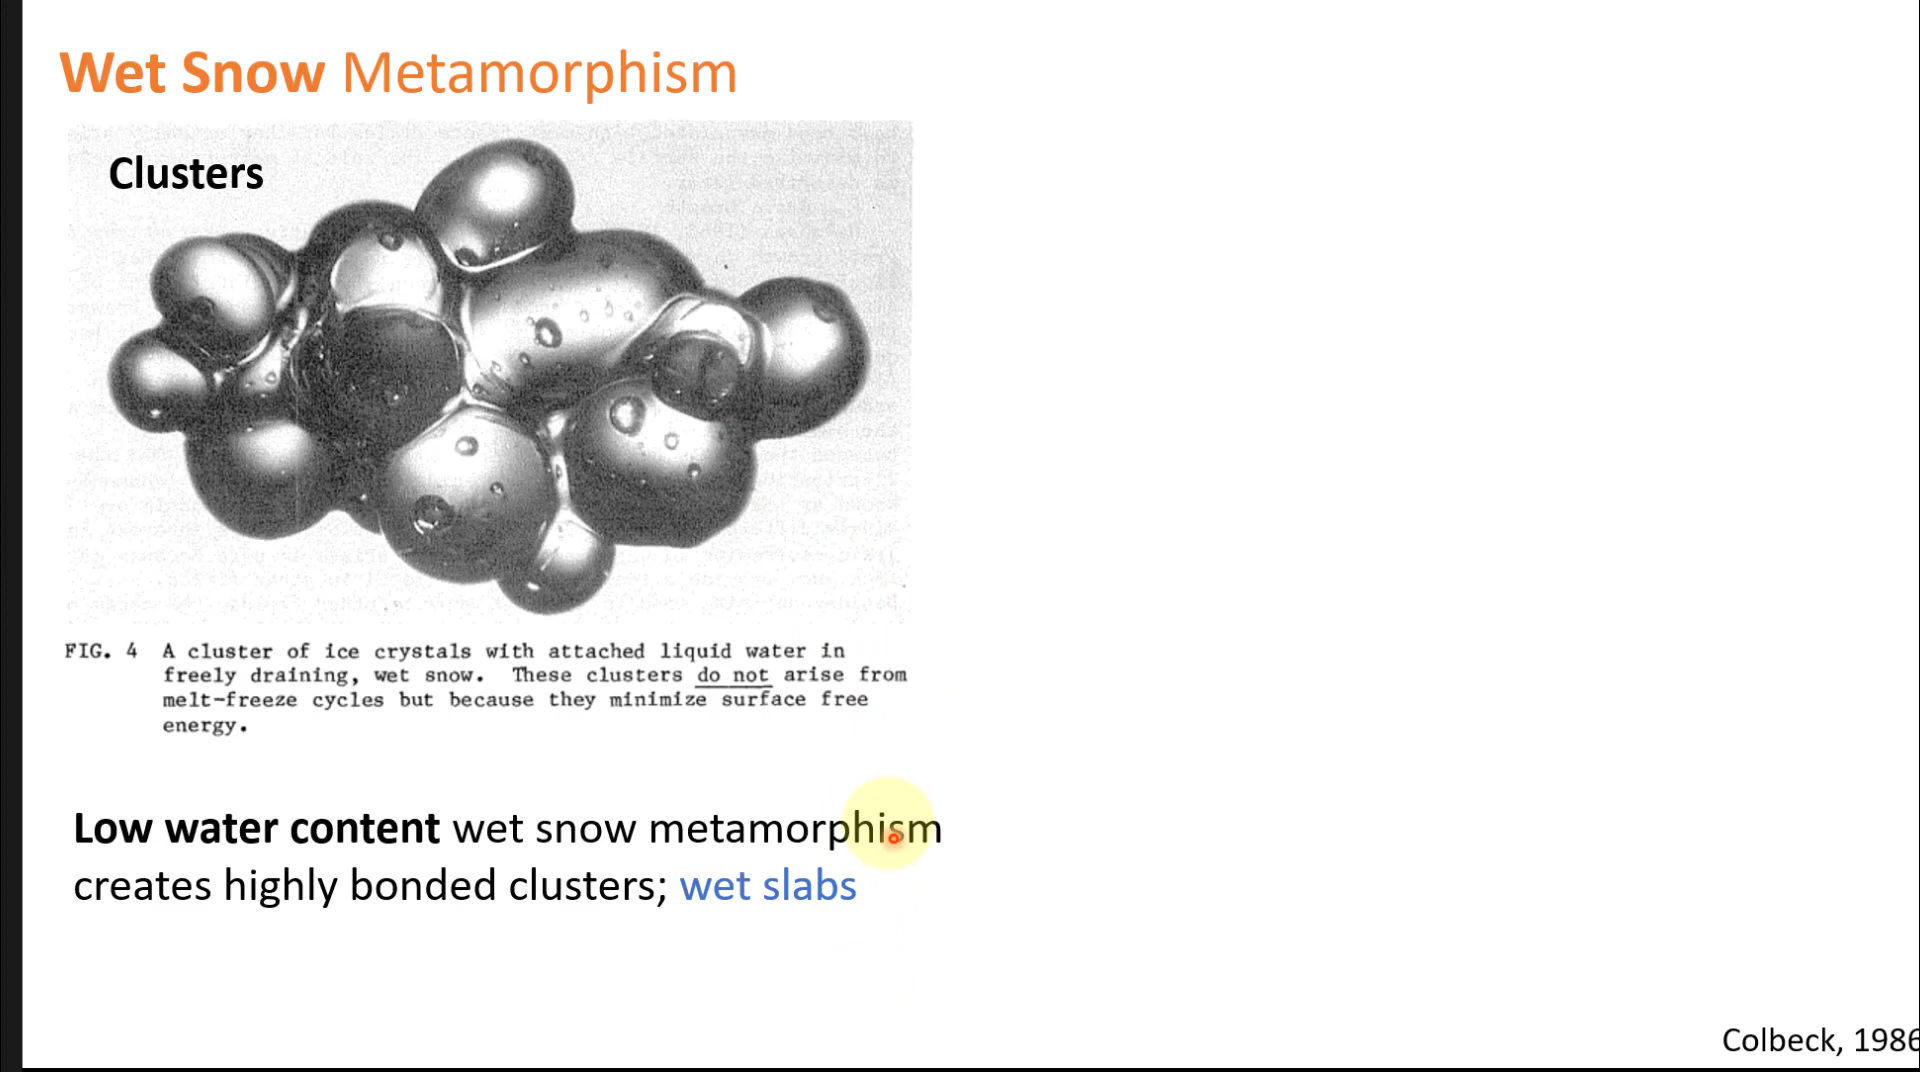 Wet Snow Metamorphism
Clusters
FIG. 4 A cluster of ice crystals with attached liquid water in
freely draining, wet snow. These clusters do not arise from
melt-freeze cycles but because they minimize surface free
energy.
Low water content wet snow metamorphism
creates highly bonded clusters; wet slabs
Colbeck, 1986